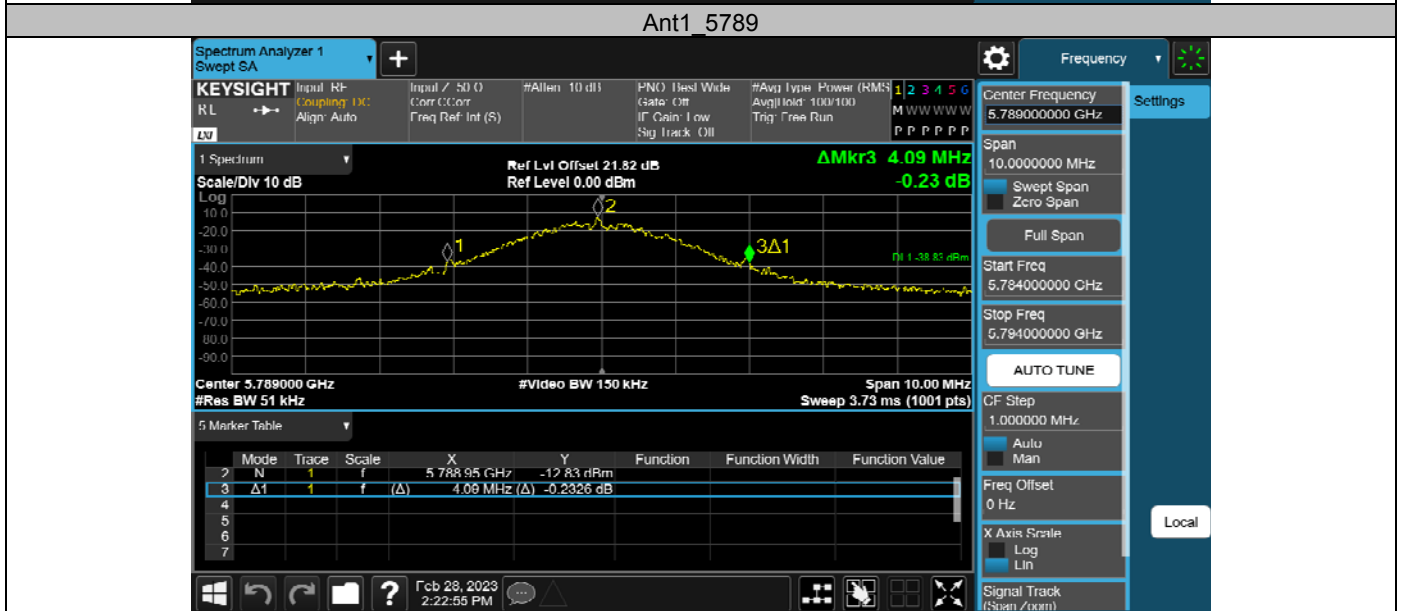 Ant1_5789
Spectrum Analyzer 1
Swept SA
Frequency
KEYSIGHT
RL
LXI
Input: RF
Coupling: DC
Align: Auto
Input Z: 50 Ω
Corr CCorr
Freq Ref: Int (S)
#Atten: 10 dB
PNO: Best Wide
Gate: Off
IF Gain: Low
Sig Track: Off
#Avg Type: Power (RMS
Avg|Hold: 100/100
Trig: Free Run
1 2 3 4 5 6
M W W W W W
P P P P P P
Center Frequency
5.789000000 GHz
Settings
Span
10.0000000 MHz
Swept Span
Zero Span
Full Span
Start Freq
5.784000000 GHz
Stop Freq
5.794000000 GHz
AUTO TUNE
CF Step
1.000000 MHz
Auto
Man
Freq Offset
0 Hz
X Axis Scale
Log
Lin
Signal Track
(Span Zoom)
Local
1 Spectrum
Scale/Div 10 dB
Log
Ref Lvl Offset 21.82 dB
Ref Level 0.00 dBm
ΔMkr3 4.09 MHz
-0.23 dB
-10.0
-20.0
-30.0
-40.0
-50.0
-60.0
-70.0
-80.0
-90.0
1
2
3Δ1
DL1 -38.83 dBm
Center 5.789000 GHz
#Video BW 150 kHz
Span 10.00 MHz
#Res BW 51 kHz
Sweep 3.73 ms (1001 pts)
5 Marker Table
Mode Trace Scale X Y Function Function Width Function Value
2 N 1 f 5.788 95 GHz -12.83 dBm
3 Δ1 1 f (Δ) 4.09 MHz (Δ) -0.2326 dB
4
5
6
7
?
Feb 28, 2023
2:22:55 PM